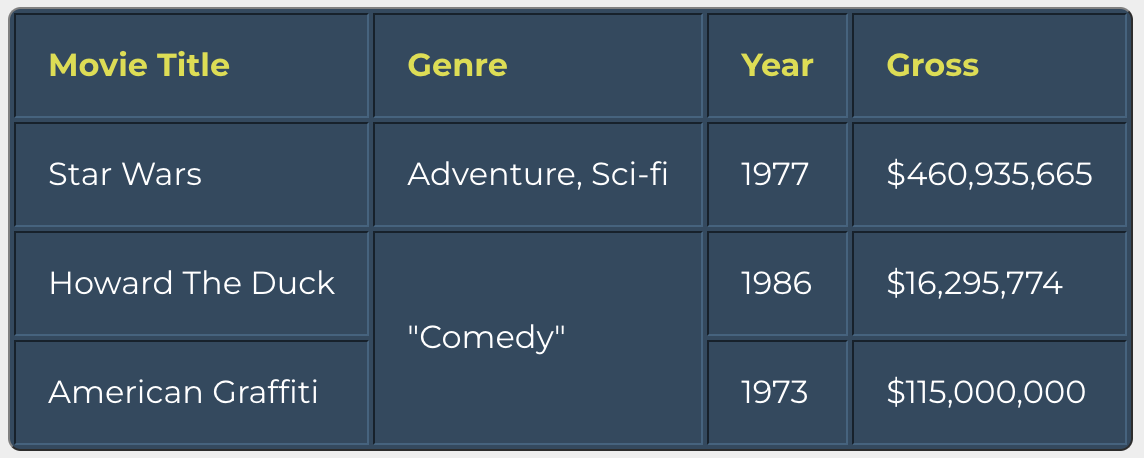 Movie Title Genre Year Gross
Star Wars Adventure, Sci-fi 1977 $460,935,665
Howard The Duck 1986 $16,295,774
"Comedy"
American Graffiti 1973 $115,000,000